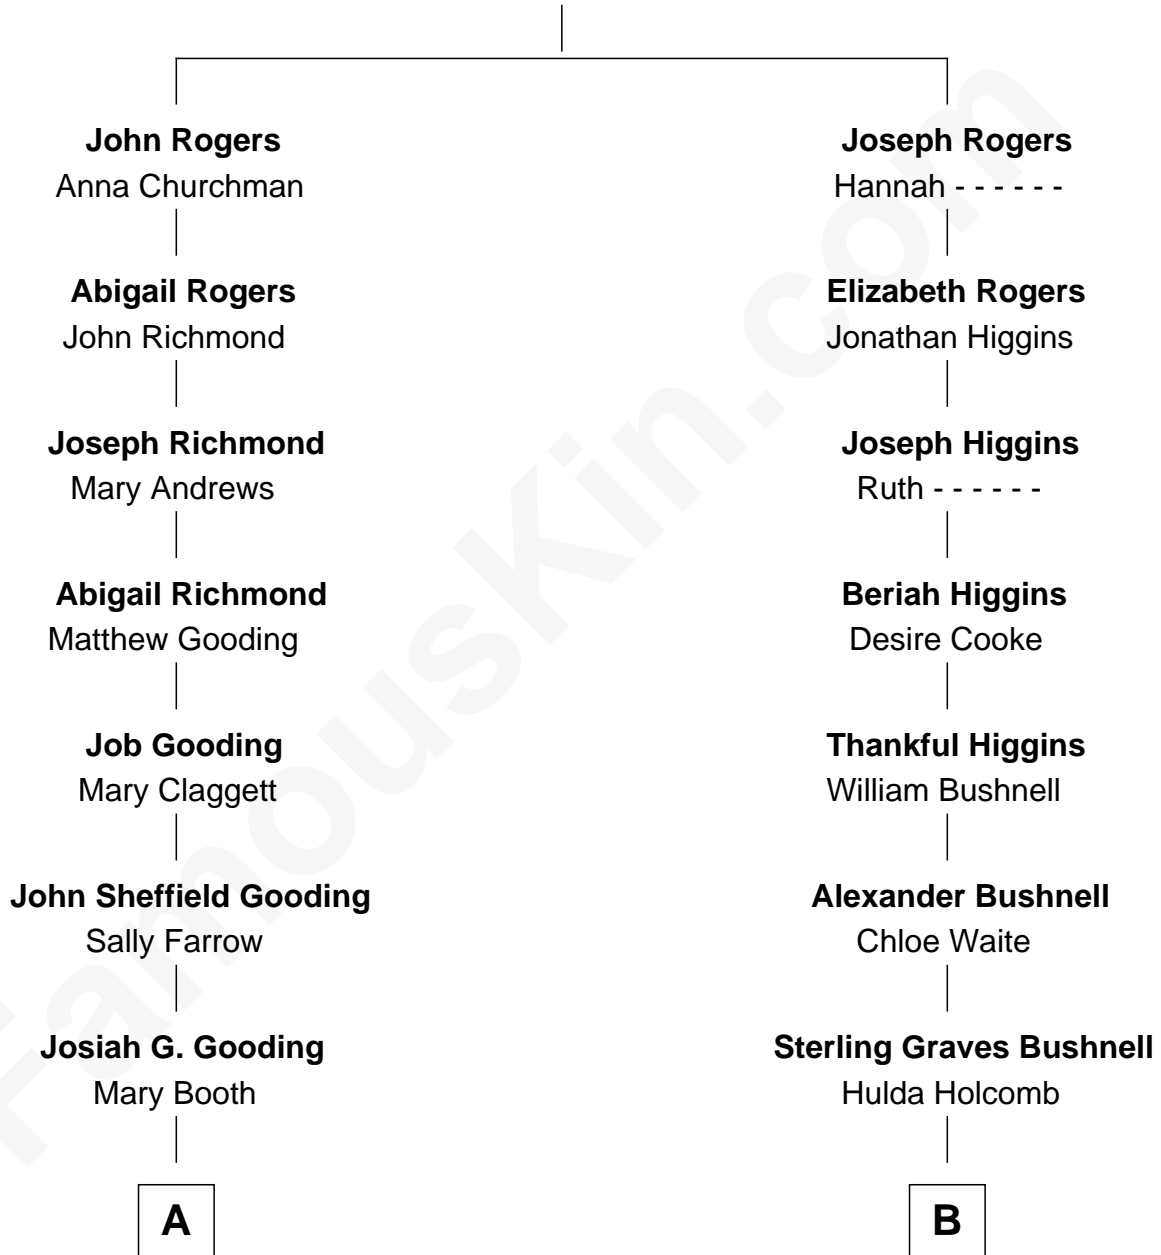 John Rogers
Anna Churchman
Abigail Rogers
John Richmond
Joseph Richmond
Mary Andrews
Abigail Richmond
Matthew Gooding
Job Gooding
Mary Claggett
John Sheffield Gooding
Sally Farrow
Josiah G. Gooding
Mary Booth
A
Joseph Rogers
Hannah - - - - - -
Elizabeth Rogers
Jonathan Higgins
Joseph Higgins
Ruth - - - - - -
Beriah Higgins
Desire Cooke
Thankful Higgins
William Bushnell
Alexander Bushnell
Chloe Waite
Sterling Graves Bushnell
Hulda Holcomb
B
FamousKin.com